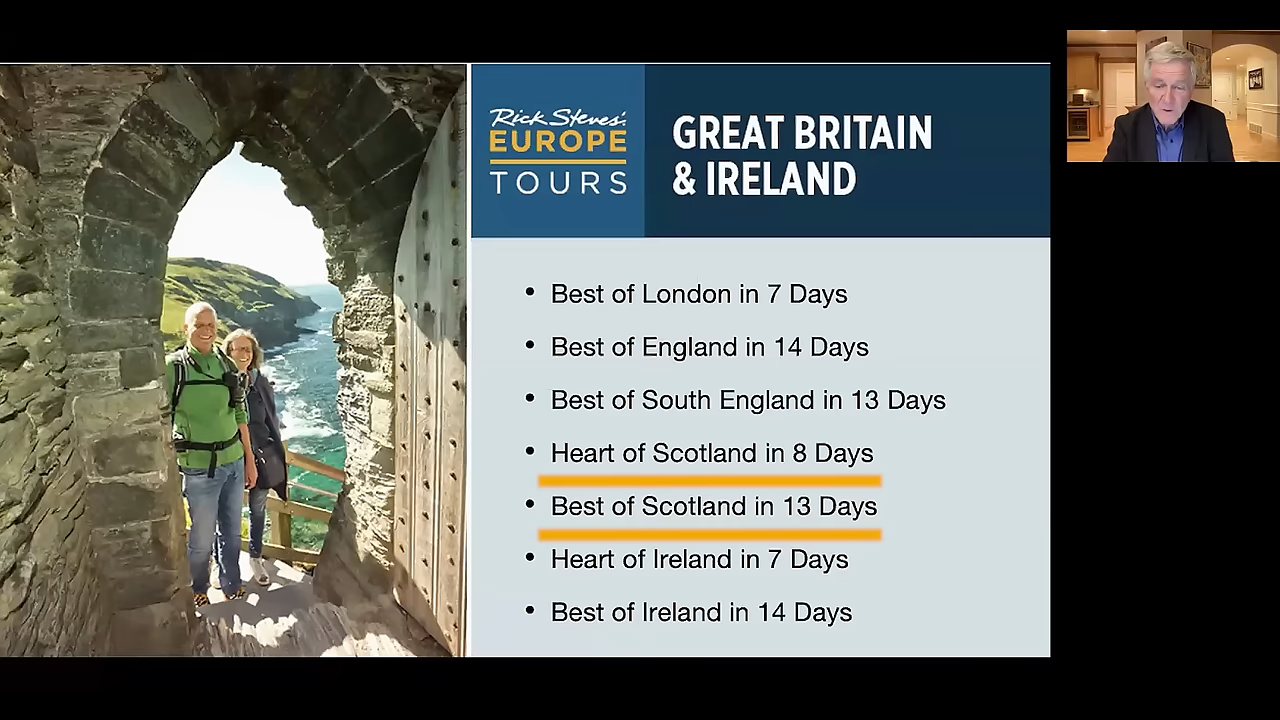 Rick Steves'
EUROPE
TOURS
GREAT BRITAIN
& IRELAND
• Best of London in 7 Days
• Best of England in 14 Days
• Best of South England in 13 Days
• Heart of Scotland in 8 Days
• Best of Scotland in 13 Days
• Heart of Ireland in 7 Days
• Best of Ireland in 14 Days